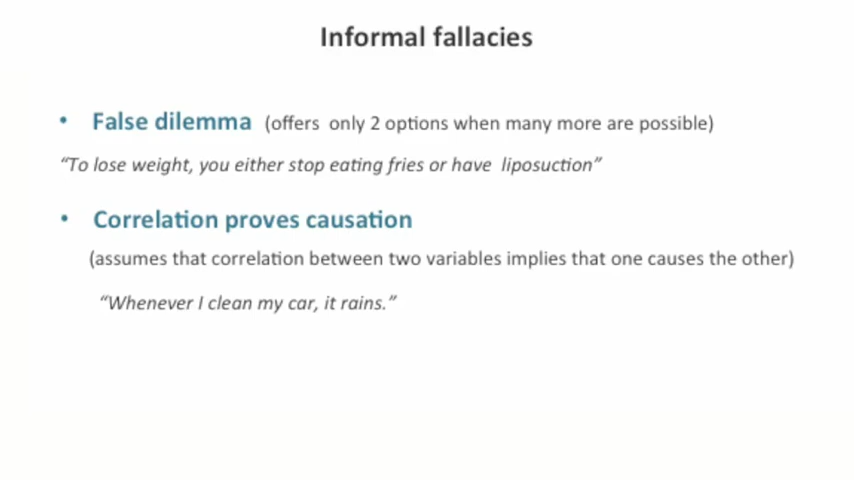 Informal fallacies
• False dilemma (offers only 2 options when many more are possible)
“To lose weight, you either stop eating fries or have liposuction”
• Correlation proves causation
(assumes that correlation between two variables implies that one causes the other)
“Whenever I clean my car, it rains.”